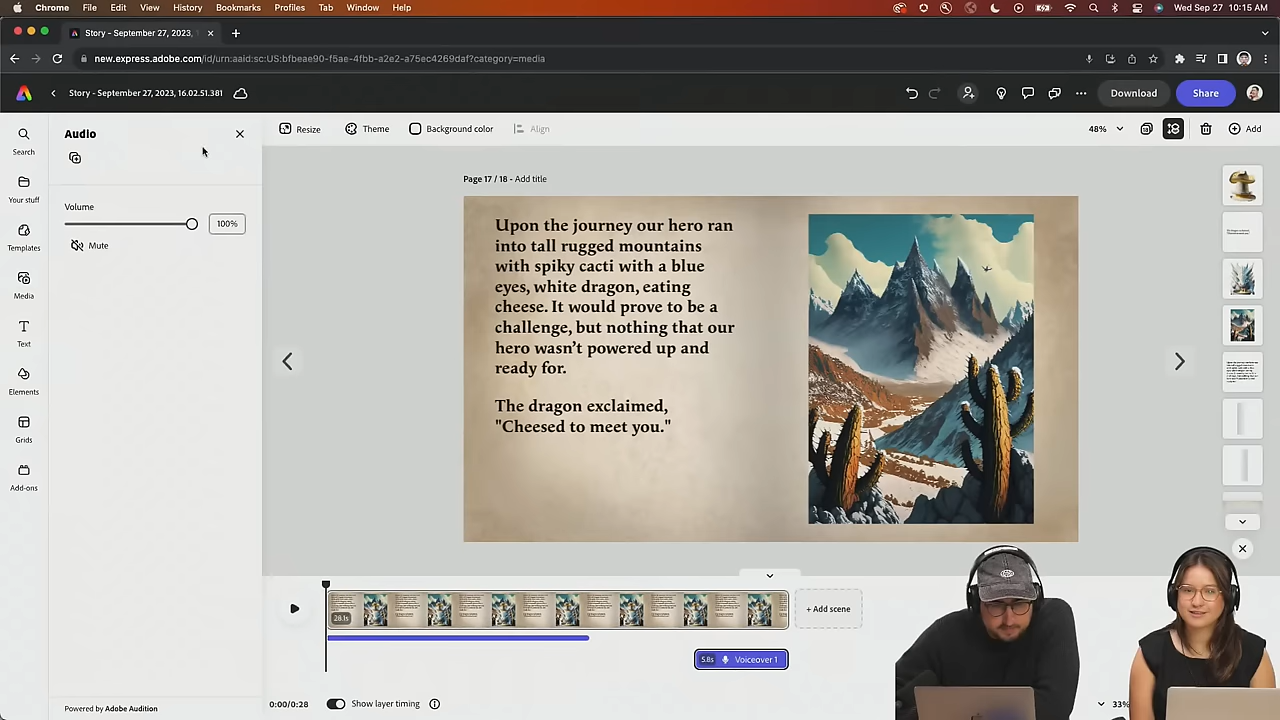 Chrome File Edit View History Bookmarks Profiles Tab Window Help
Wed Sep 27 10:15 AM
Story - September 27, 2023,
new.express.adobe.com/id/urn:aaid:sc:US:bfbeae90-f5ae-4fbb-a2e2-a75ec4269daf?category=media
Story - September 27, 2023, 16.02.51.381
Download
Share
Search
Your stuff
Templates
Media
Text
Elements
Grids
Add-ons
Audio
Volume
100%
Mute
Powered by Adobe Audition
Resize Theme Background color Align
48%
Add
Page 17 / 18 - Add title
Upon the journey our hero ran
into tall rugged mountains
with spiky cacti with a blue
eyes, white dragon, eating
cheese. It would prove to be a
challenge, but nothing that our
hero wasn’t powered up and
ready for.
The dragon exclaimed,
"Cheesed to meet you."
28.1s
+ Add scene
5.8s Voiceover 1
0:00/0:28
Show layer timing
33%